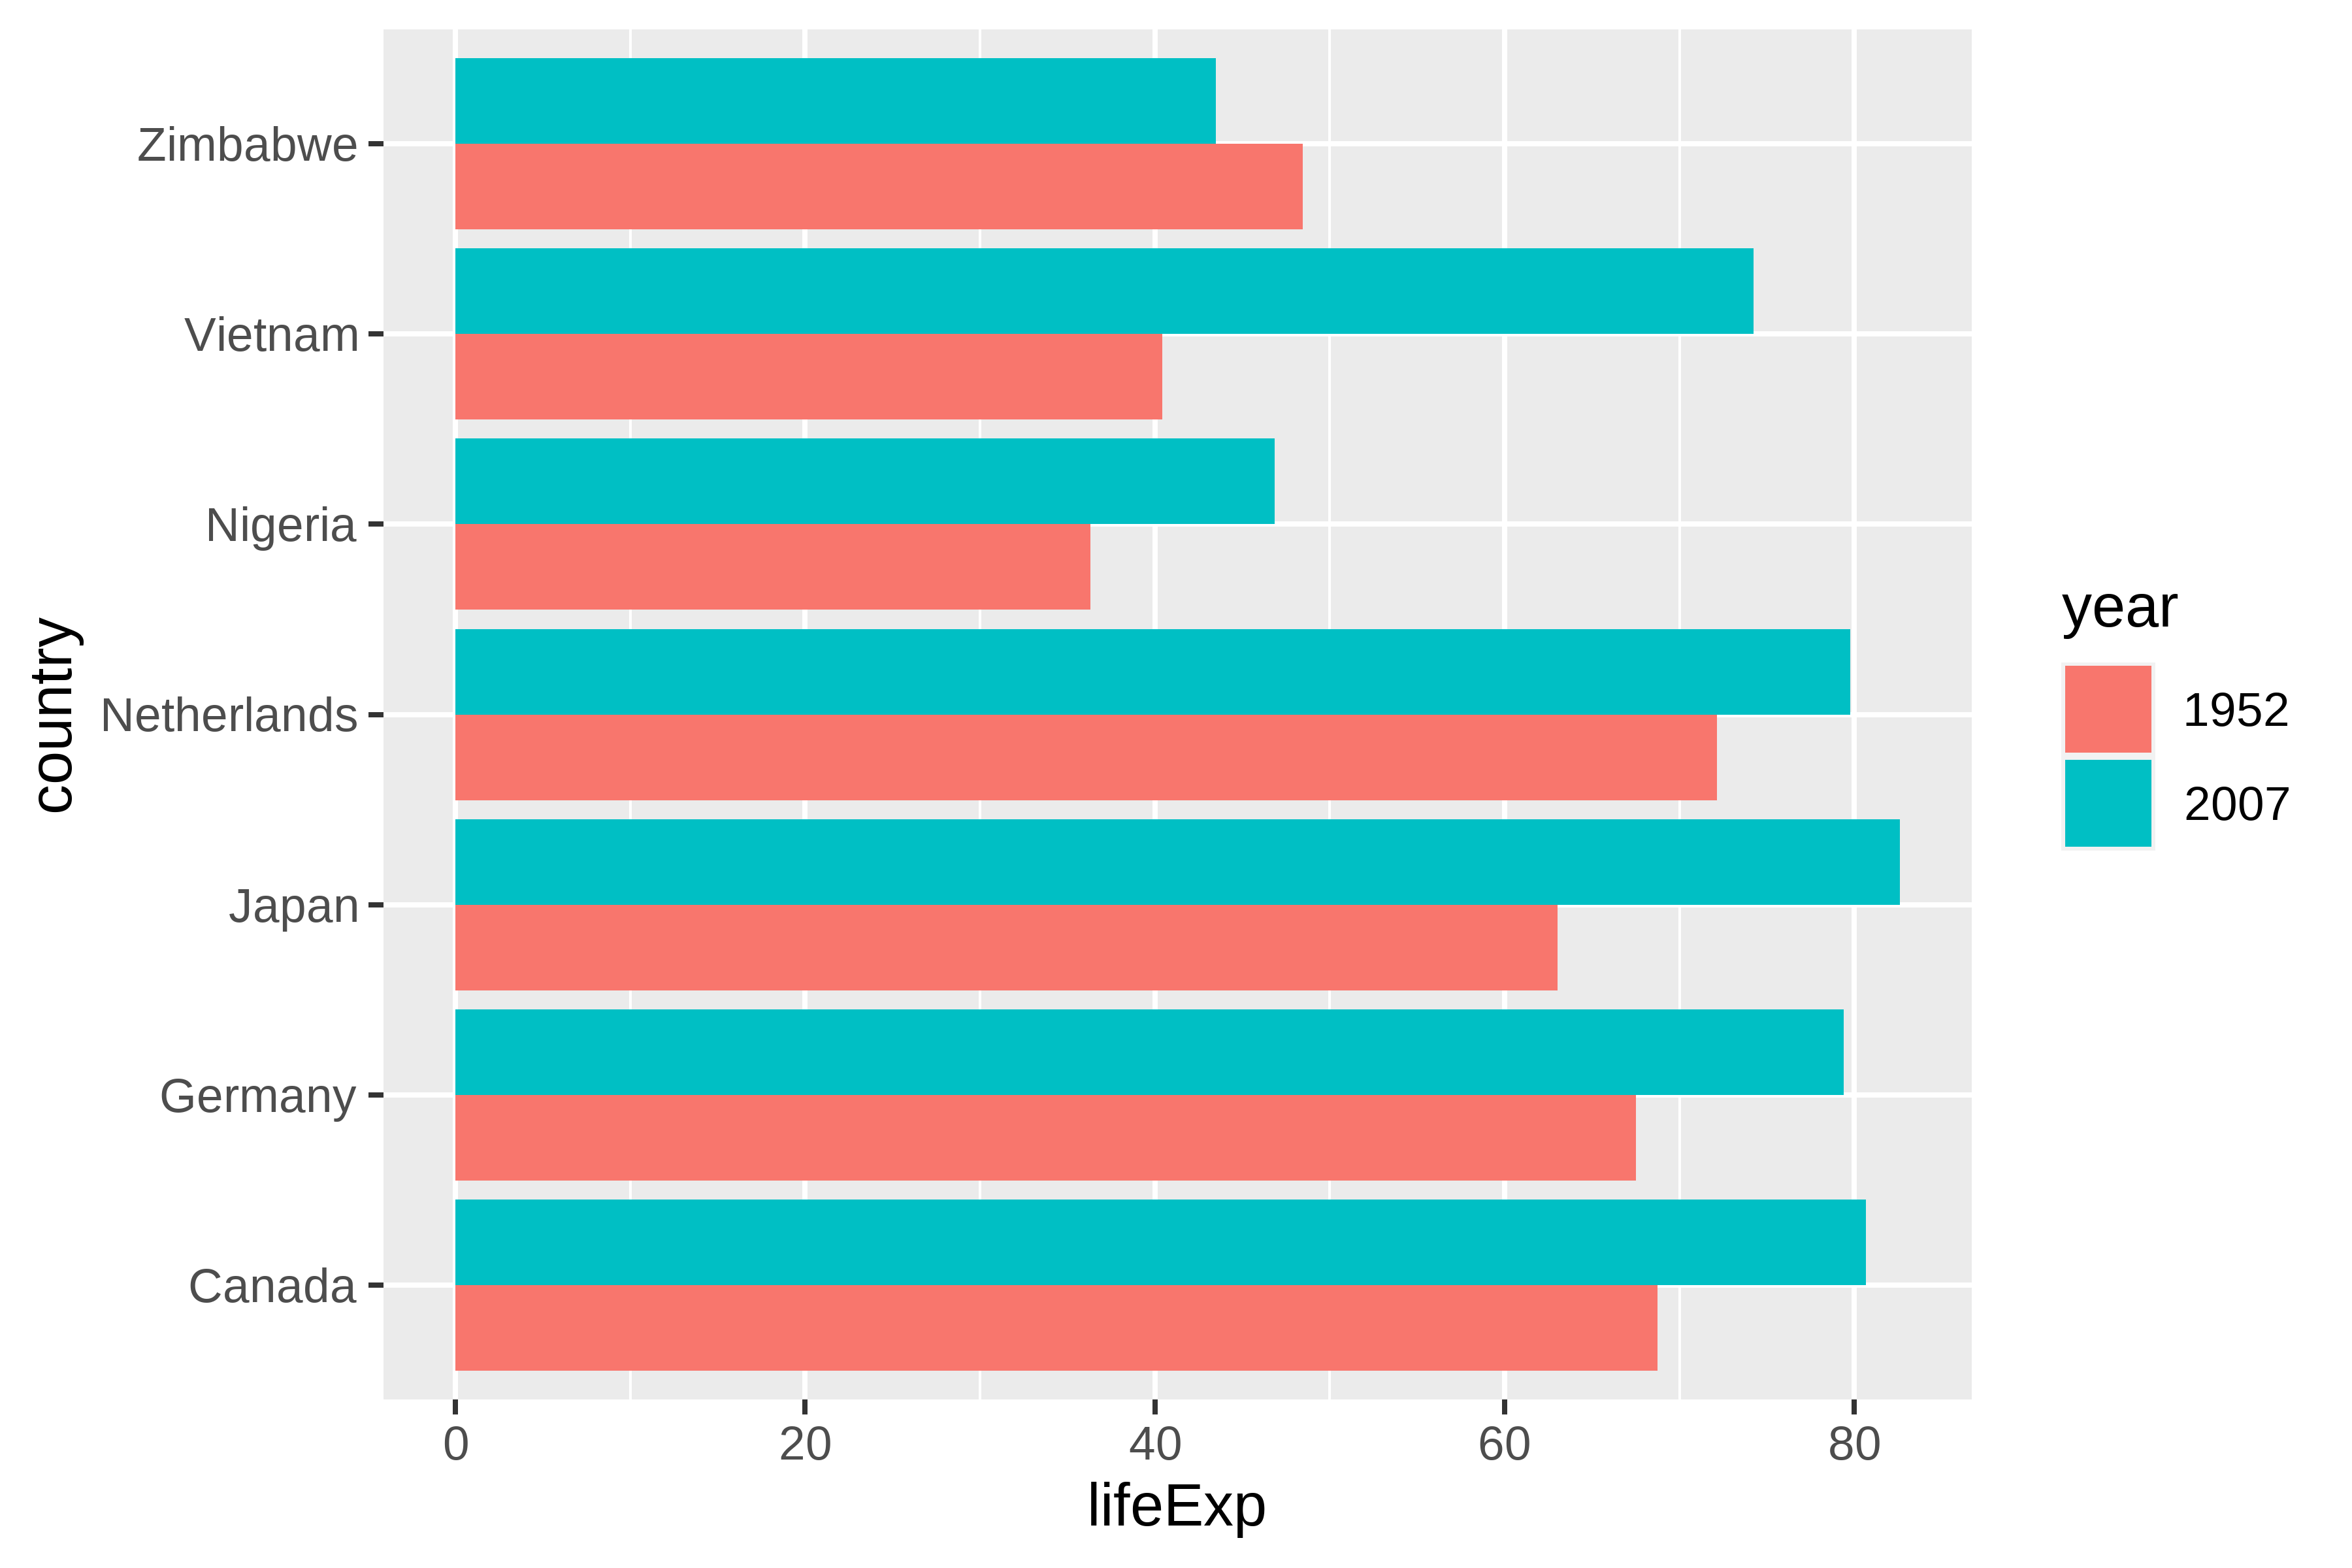 country
Zimbabwe
Vietnam
Nigeria
Netherlands
Japan
Germany
Canada
0 20 40 60 80
lifeExp
year
1952
2007